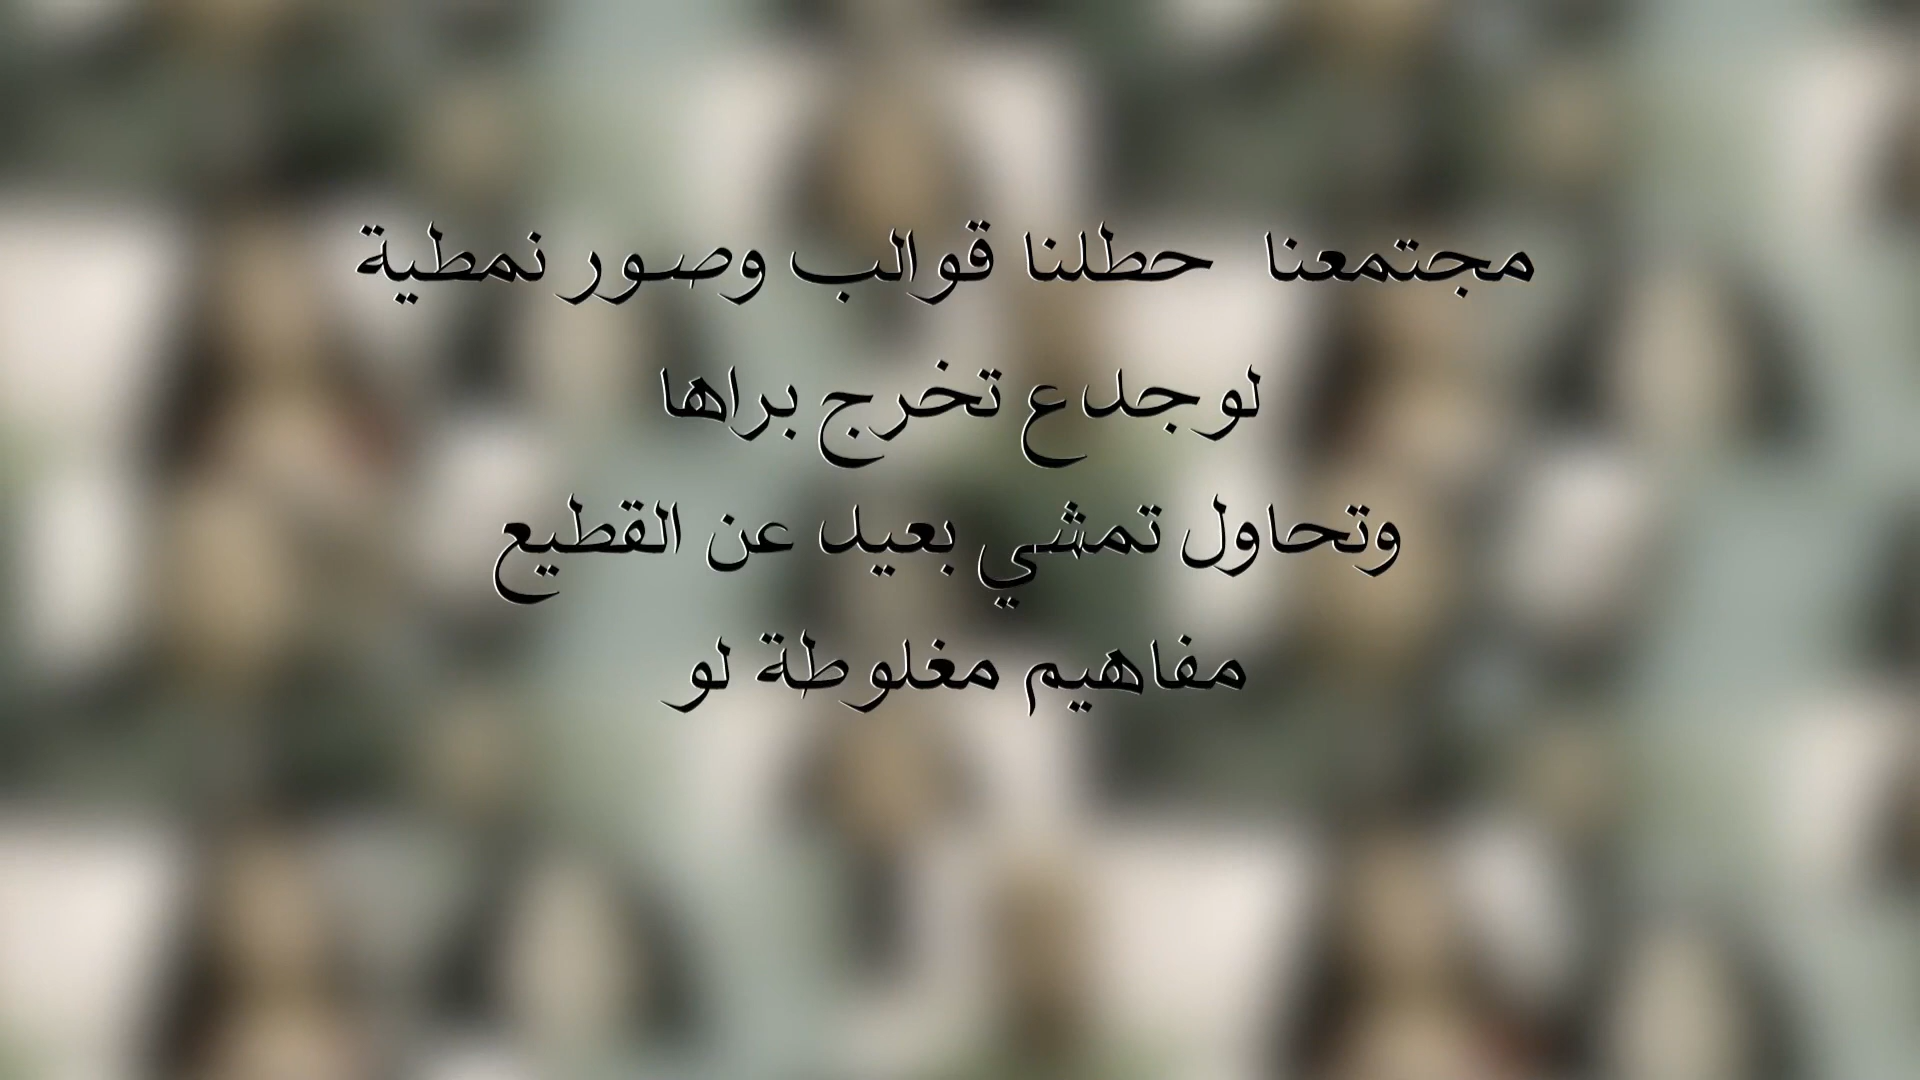 مجتمعنا حطلنا قوالب وصور نمطية
لوجدع تخرج براها
وتحاول تمشي بعيد عن القطيع
مفاهيم مغلوطة لو